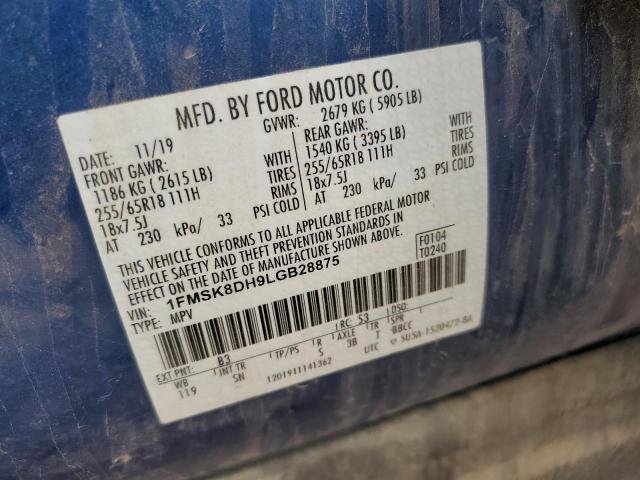 MFD. BY FORD MOTOR CO.
DATE: 11/19 GVWR: 2679 KG ( 5905 LB)
FRONT GAWR: REAR GAWR:
1186 KG ( 2615 LB) WITH 1540 KG ( 3395 LB) WITH
255/65R18 111H TIRES 255/65R18 111H TIRES
18x7.5J RIMS 18x7.5J RIMS
AT 230 kPa/ 33 PSI COLD AT 230 kPa/ 33 PSI COLD
THIS VEHICLE CONFORMS TO ALL APPLICABLE FEDERAL MOTOR
VEHICLE SAFETY AND THEFT PREVENTION STANDARDS IN
EFFECT ON THE DATE OF MANUFACTURE SHOWN ABOVE.
VIN: 1FMSK8DH9LGB28875 F0104
TYPE: MPV T0240
EXT PNT: B3 RC: 53 DSO:
WB INT TR TP/PS R AXLE TR SPR
119 SN S 3B T BBCC
1201911141362 UTC 5U5A-1520472-BA